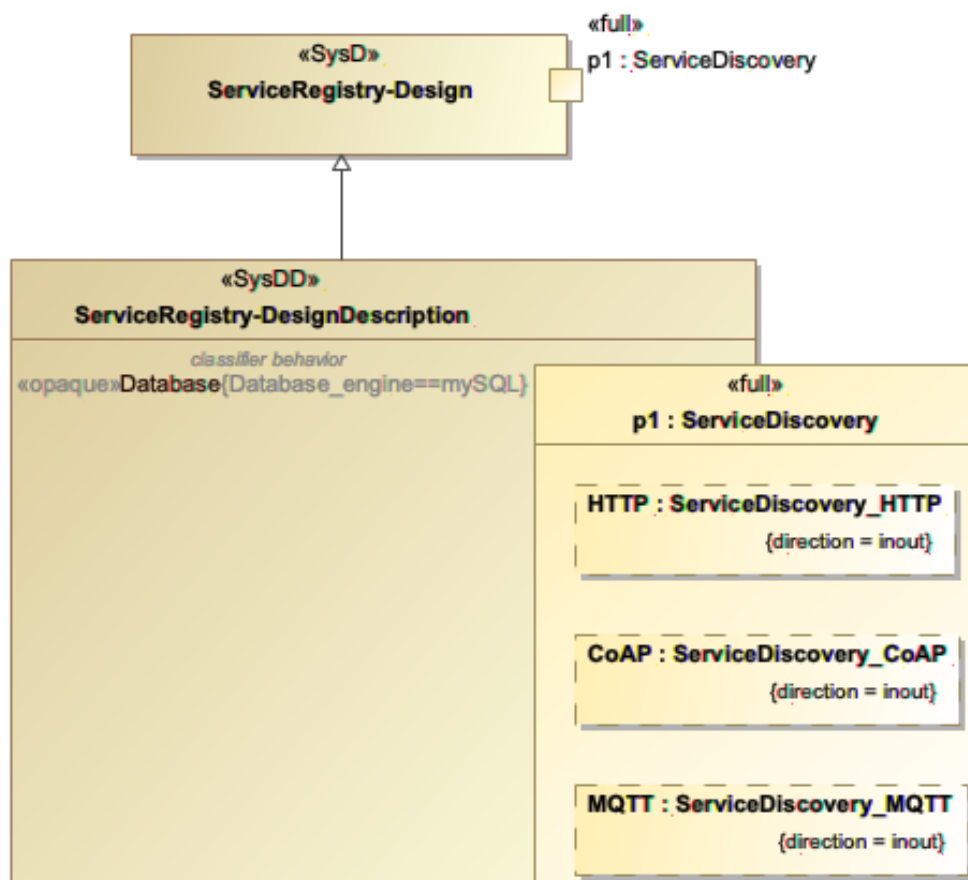 «full»
p1 : ServiceDiscovery
«SysD»
ServiceRegistry-Design
«SysDD»
ServiceRegistry-DesignDescription
classifier behavior
«opaque»Database{Database_engine==mySQL}
«full»
p1 : ServiceDiscovery
HTTP : ServiceDiscovery_HTTP
{direction = inout}
CoAP : ServiceDiscovery_CoAP
{direction = inout}
MQTT : ServiceDiscovery_MQTT
{direction = inout}